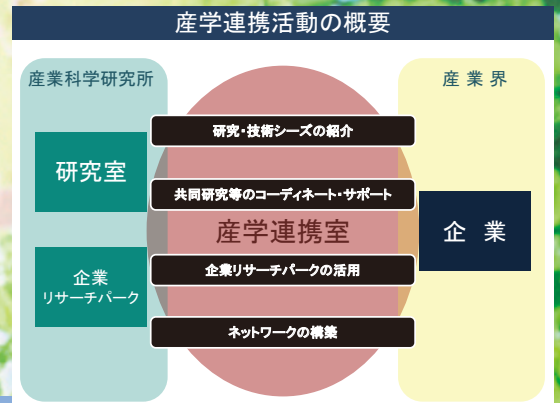 産学連携活動の概要
産業科学研究所
産業界
研究・技術シーズの紹介
研究室
共同研究等のコーディネート・サポート
産学連携室
企業
企業リサーチパークの活用
企業
リサーチパーク
ネットワークの構築